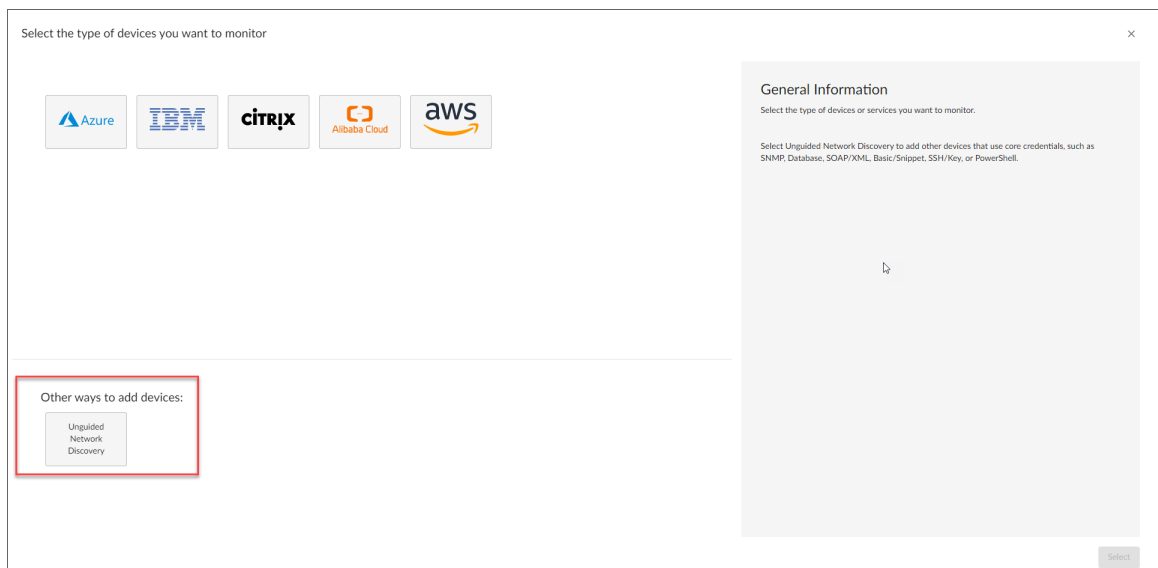 Select the type of devices you want to monitor
×
Azure
IBM
CİTRIX
Alibaba Cloud
aws
General Information
Select the type of devices or services you want to monitor.
Select Unguided Network Discovery to add other devices that use core credentials, such as
SNMP, Database, SOAP/XML, Basic/Snippet, SSH/Key, or PowerShell.
Other ways to add devices:
Unguided
Network
Discovery
Select